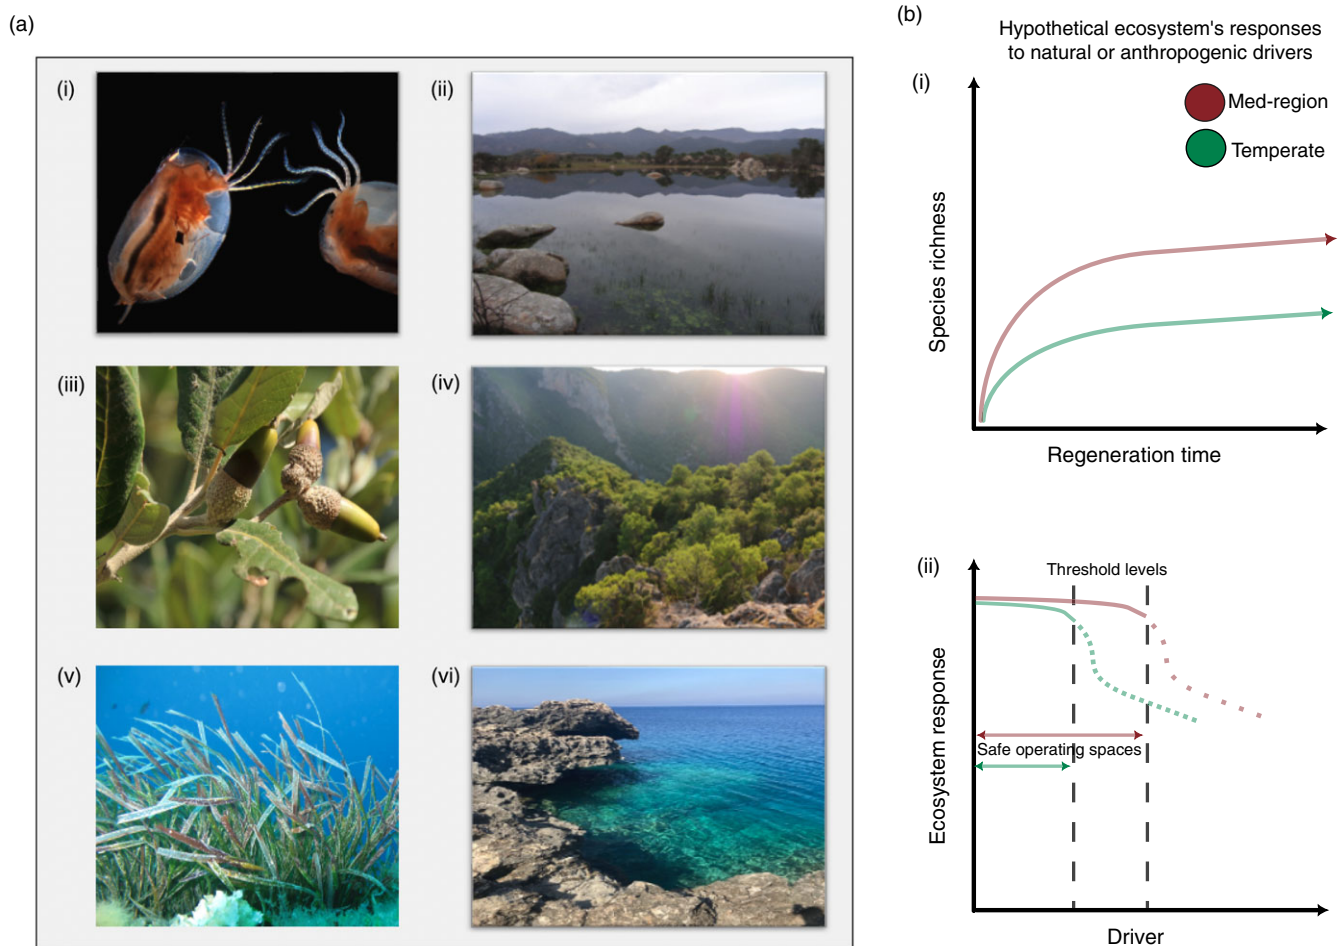 (a)
(i)
(ii)
(iii)
(iv)
(v)
(vi)
(b)
Hypothetical ecosystem's responses
to natural or anthropogenic drivers
(i)
Med-region
Temperate
Species richness
Regeneration time
(ii)
Threshold levels
Safe operating spaces
Ecosystem response
Driver